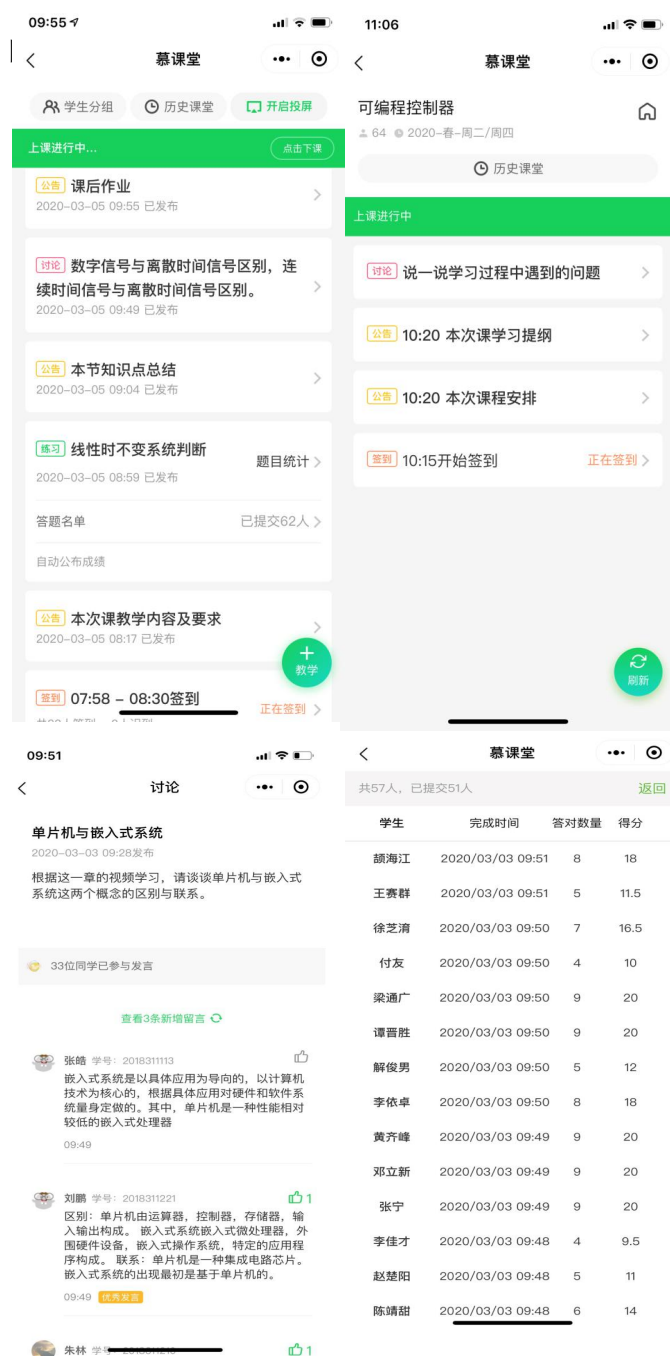 09:55
慕课堂
学生分组 历史课堂 开启投屏
上课进行中... 点击下课
公告 课后作业
2020-03-05 09:55 已发布
讨论 数字信号与离散时间信号区别，连
续时间信号与离散时间信号区别。
2020-03-05 09:49 已发布
公告 本节知识点总结
2020-03-05 09:04 已发布
练习 线性时不变系统判断
题目统计
2020-03-05 08:59 已发布
答题名单 已提交62人
自动公布成绩
公告 本次课教学内容及要求
2020-03-05 08:17 已发布
教学
签到 07:58 – 08:30签到
正在签到
11:06
慕课堂
可编程控制器
64 2020-春-周二/周四
历史课堂
上课进行中
讨论 说一说学习过程中遇到的问题
公告 10:20 本次课学习提纲
公告 10:20 本次课程安排
签到 10:15开始签到 正在签到
刷新
09:51
讨论
单片机与嵌入式系统
2020-03-03 09:28发布
根据这一章的视频学习，请谈谈单片机与嵌入式
系统这两个概念的区别与联系。
33位同学已参与发言
查看3条新增留言
张皓 学号：2018311113
嵌入式系统是以具体应用为导向的，以计算机
技术为核心的，根据具体应用对硬件和软件系
统量身定做的。其中，单片机是一种性能相对
较低的嵌入式处理器
09:49
刘鹏 学号：2018311221 1
区别：单片机由运算器，控制器，存储器，输
入输出构成。 嵌入式系统嵌入式微处理器，外
围硬件设备，嵌入式操作系统，特定的应用程
序构成。 联系：单片机是一种集成电路芯片。
嵌入式系统的出现最初是基于单片机的。
09:49 优秀发言
朱林 1
慕课堂
共57人，已提交51人 返回
学生 完成时间 答对数量 得分
颉海江 2020/03/03 09:51 8 18
王赛群 2020/03/03 09:51 5 11.5
徐芝淯 2020/03/03 09:50 7 16.5
付友 2020/03/03 09:50 4 10
梁通广 2020/03/03 09:50 9 20
谭晋胜 2020/03/03 09:50 9 20
解俊男 2020/03/03 09:50 5 12
李依卓 2020/03/03 09:50 8 18
黄齐峰 2020/03/03 09:49 9 20
邓立新 2020/03/03 09:49 9 20
张宁 2020/03/03 09:49 9 20
李佳才 2020/03/03 09:48 4 9.5
赵楚阳 2020/03/03 09:48 5 11
陈靖甜 2020/03/03 09:48 6 14